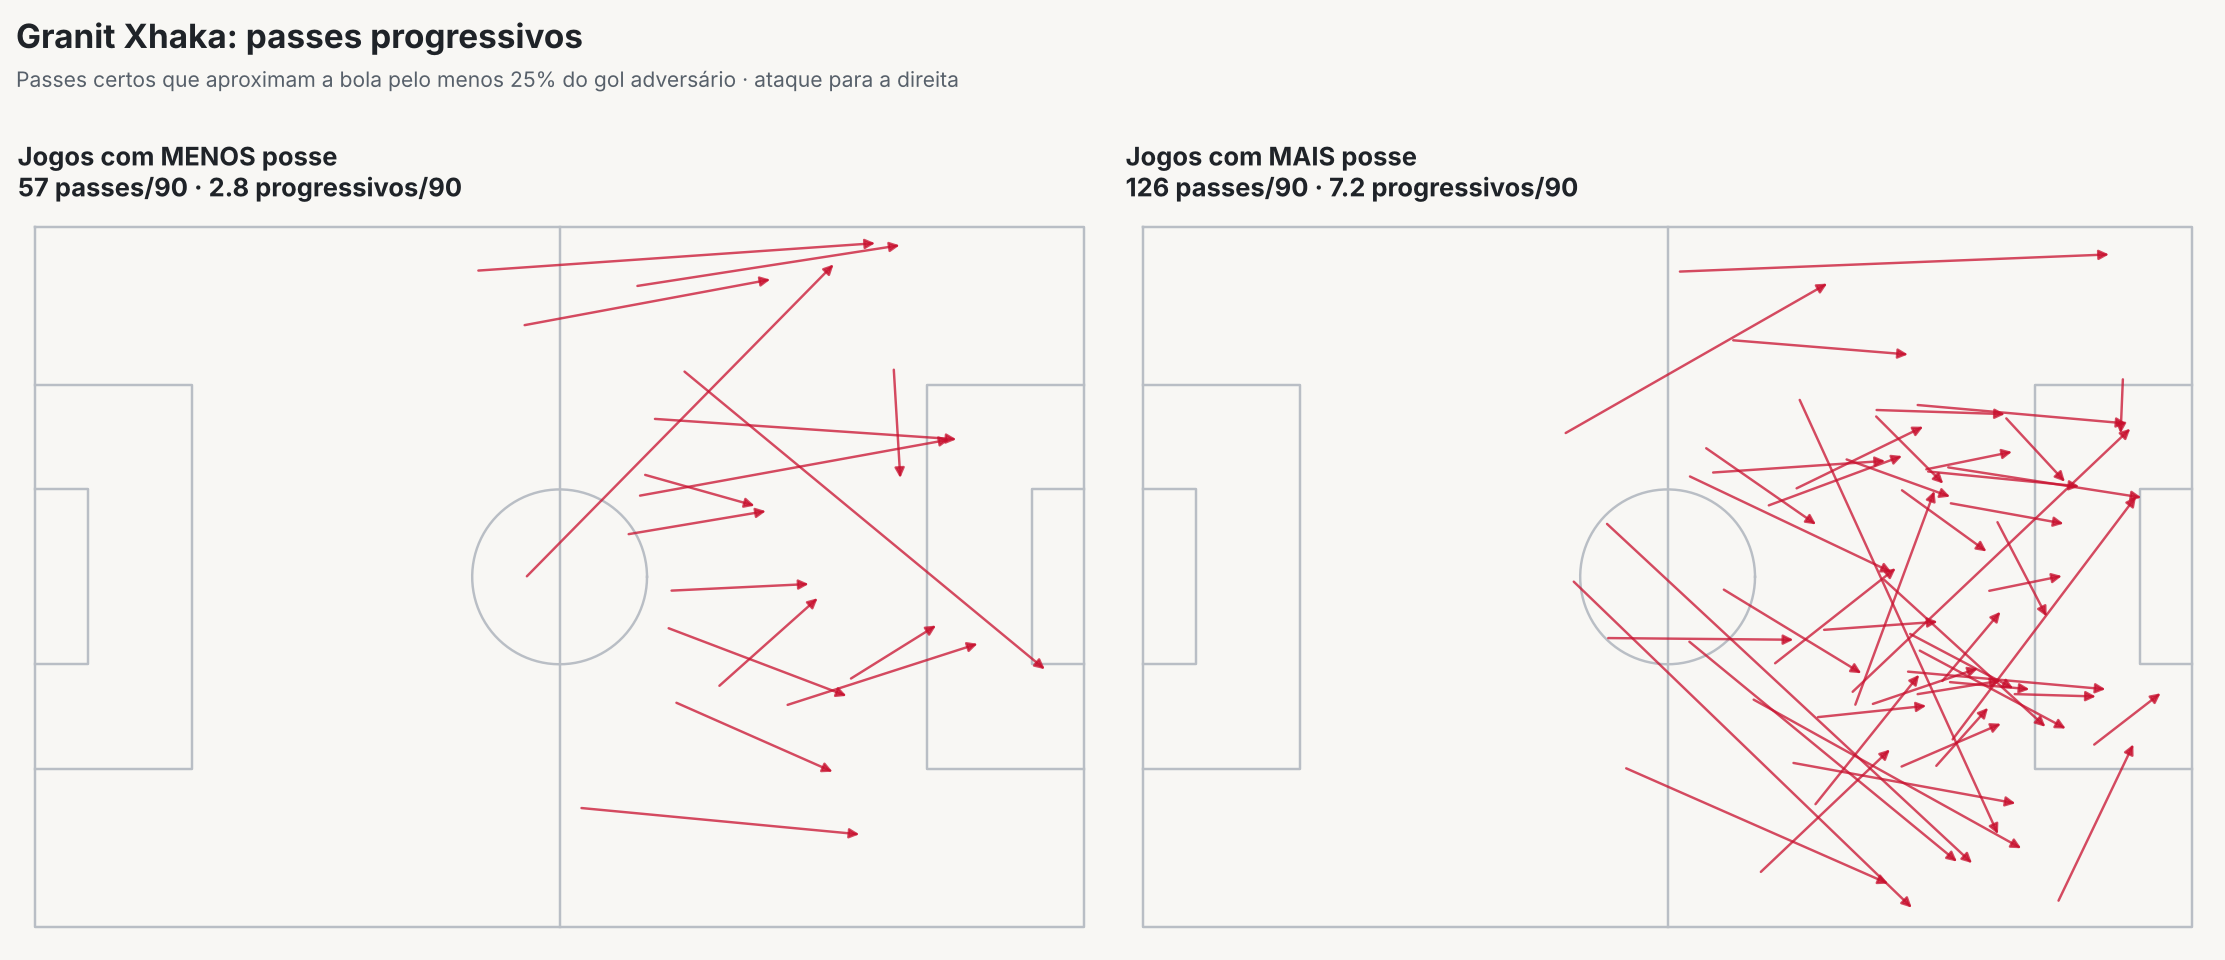 Granit Xhaka: passes progressivos
Passes certos que aproximam a bola pelo menos 25% do gol adversário · ataque para a direita
Jogos com MENOS posse
57 passes/90 · 2.8 progressivos/90
Jogos com MAIS posse
126 passes/90 · 7.2 progressivos/90